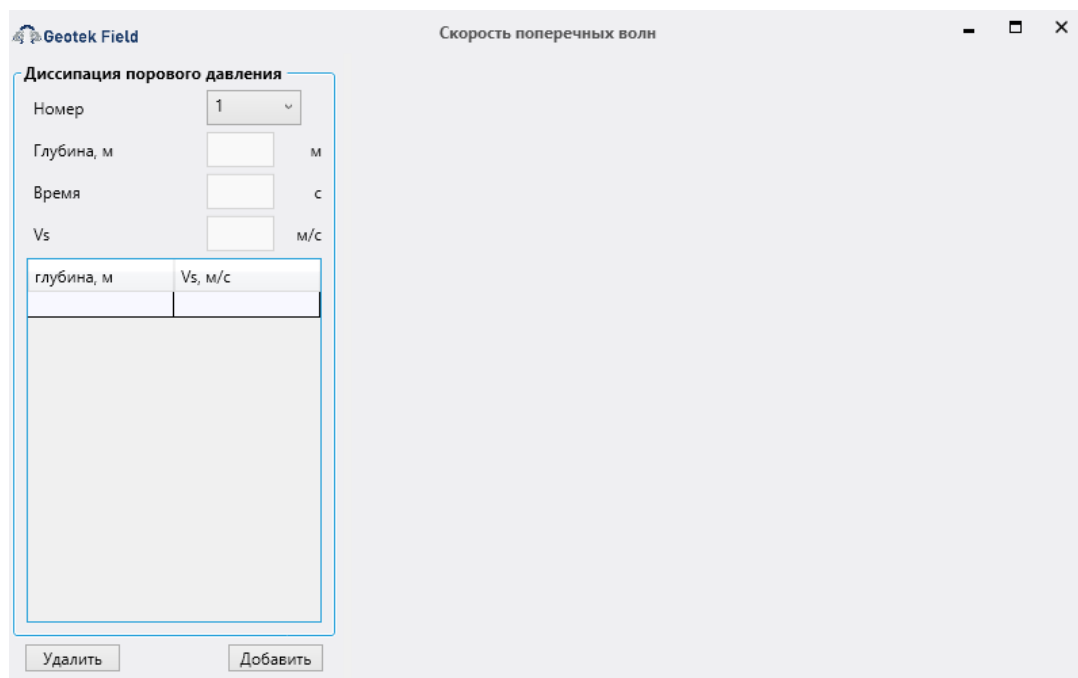 Geotek Field
Скорость поперечных волн
Диссипация порового давления
Номер 1
Глубина, м м
Время с
Vs м/с
глубина, м Vs, м/с
Удалить Добавить